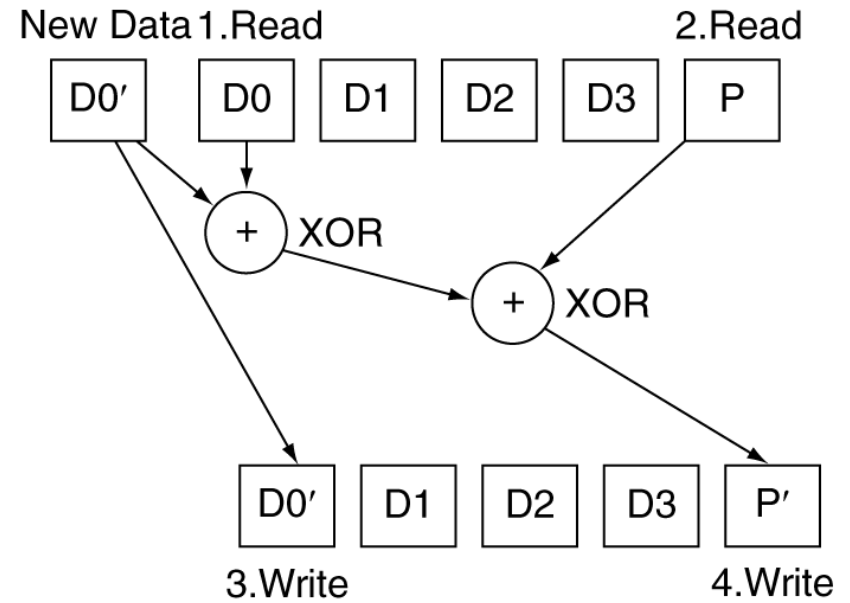 New Data 1.Read 2.Read
D0′ D0 D1 D2 D3 P
+ XOR
+ XOR
D0′ D1 D2 D3 P′
3.Write 4.Write